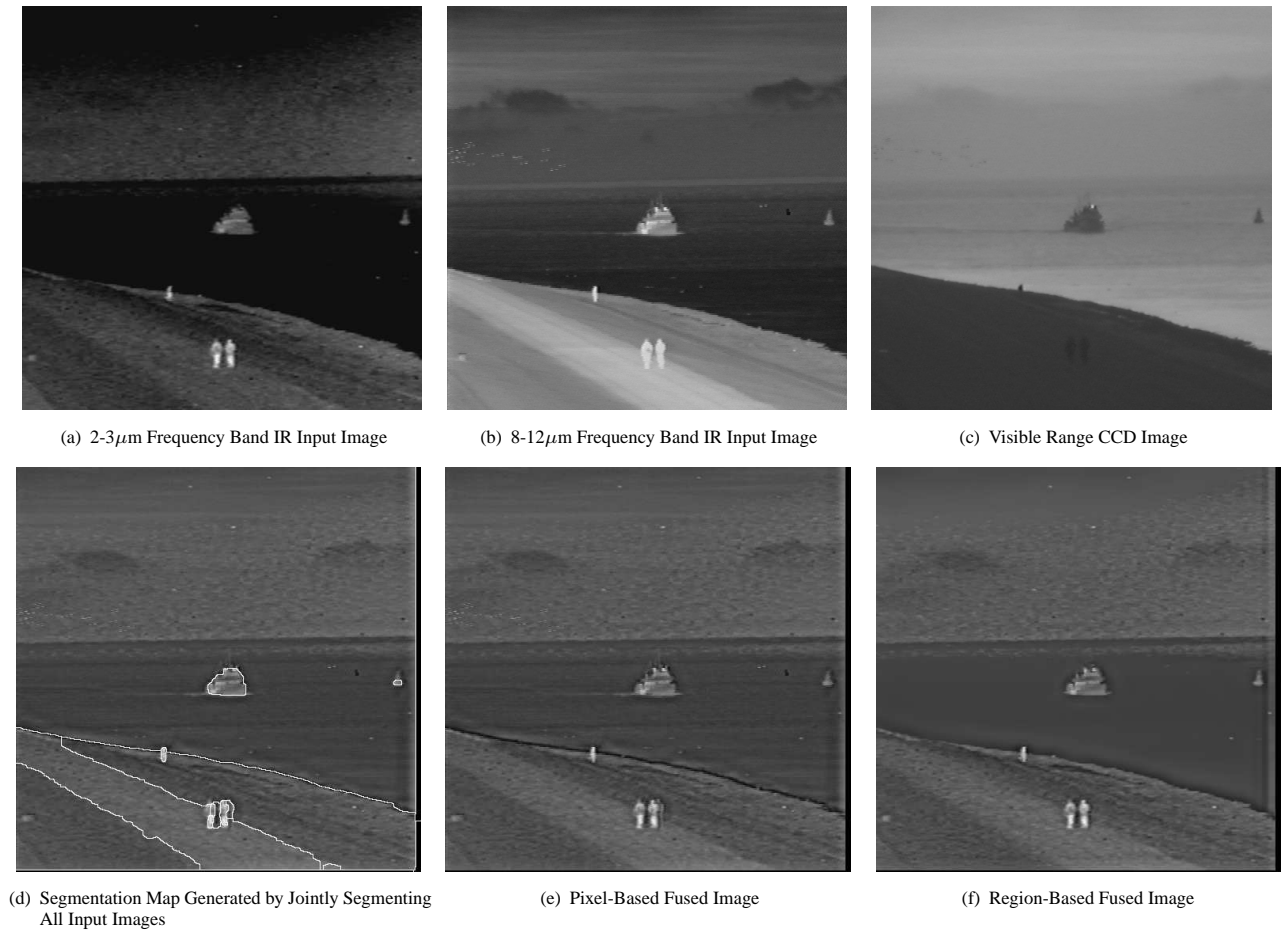 (a) 2-3μm Frequency Band IR Input Image
(b) 8-12μm Frequency Band IR Input Image
(c) Visible Range CCD Image
(d) Segmentation Map Generated by Jointly Segmenting
All Input Images
(e) Pixel-Based Fused Image
(f) Region-Based Fused Image